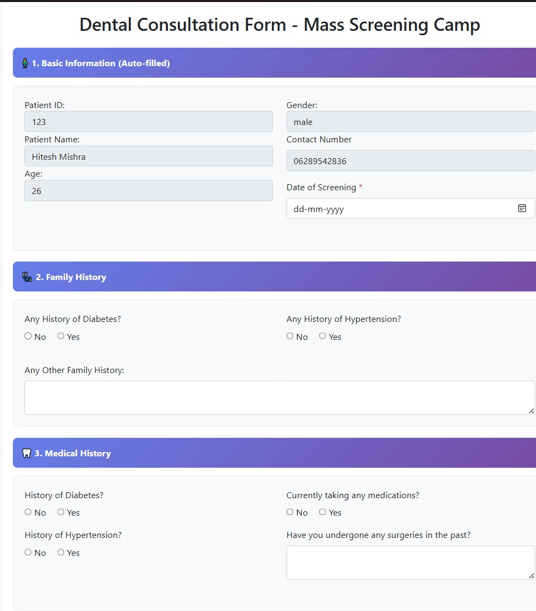 Dental Consultation Form - Mass Screening Camp
1. Basic Information (Auto-filled)
Patient ID:
123
Patient Name:
Hitesh Mishra
Age:
26
Gender:
male
Contact Number
06289542836
Date of Screening *
dd-mm-yyyy
2. Family History
Any History of Diabetes?
No Yes
Any History of Hypertension?
No Yes
Any Other Family History:
3. Medical History
History of Diabetes?
No Yes
History of Hypertension?
No Yes
Currently taking any medications?
No Yes
Have you undergone any surgeries in the past?